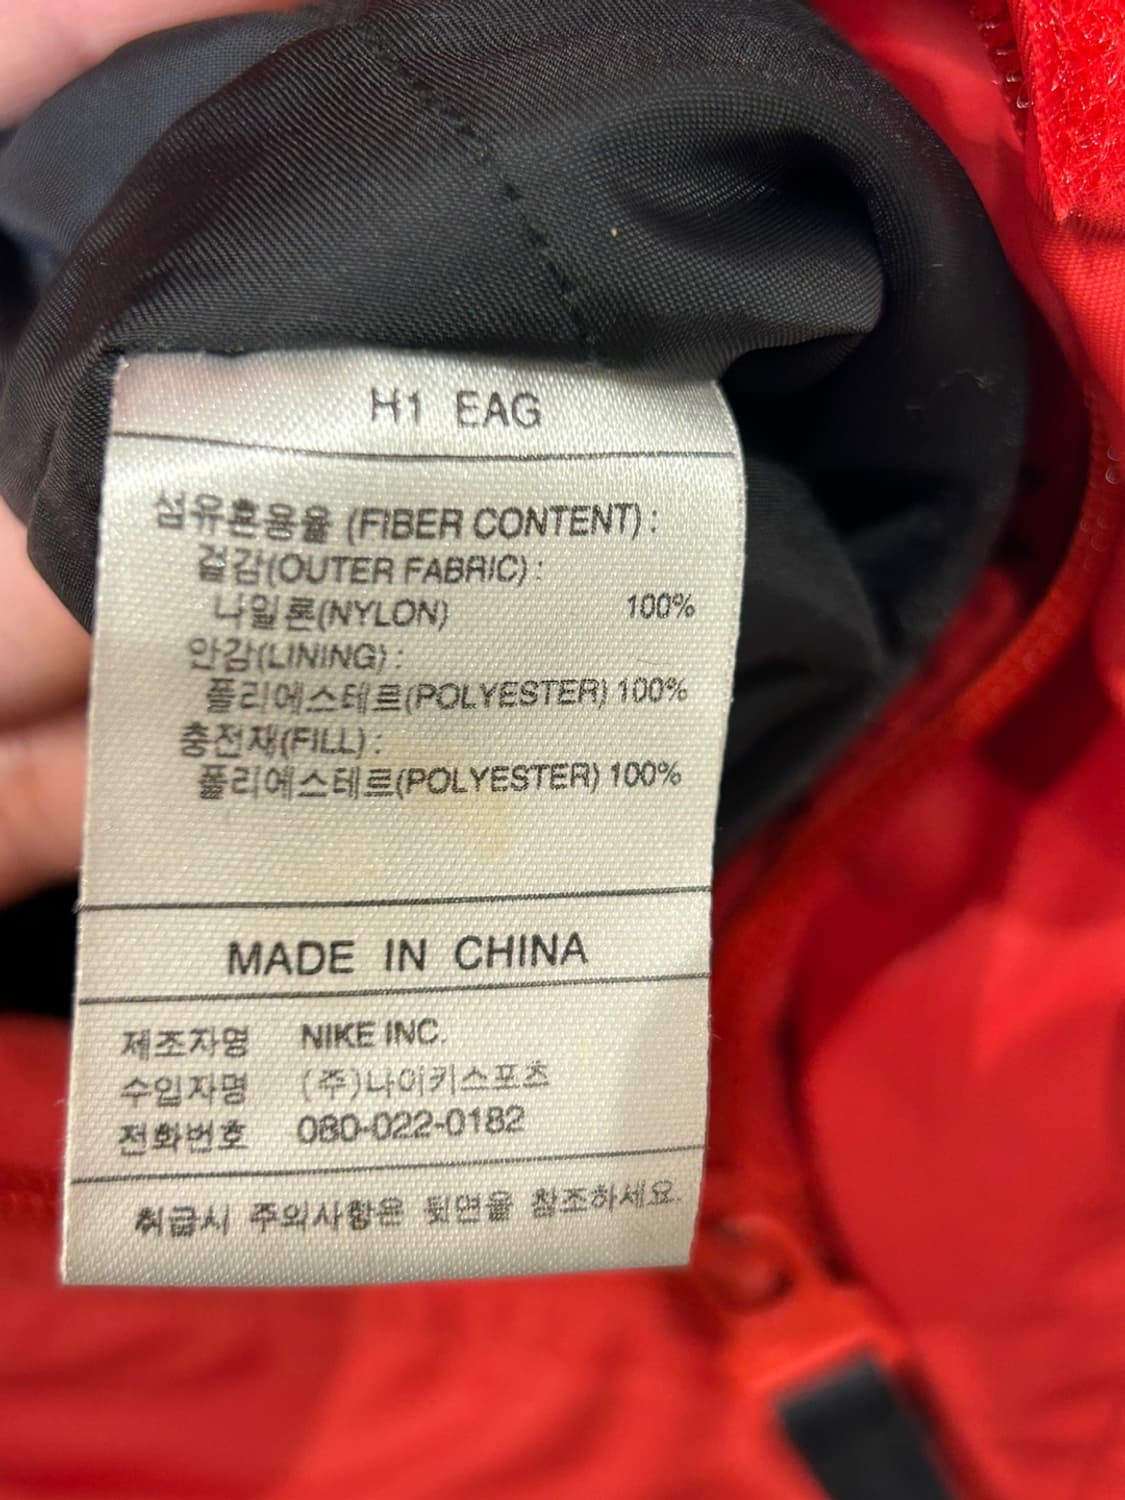 H1 EAG
섬유혼용율 (FIBER CONTENT) :
겉감(OUTER FABRIC) :
나일론(NYLON) 100%
안감(LINING) :
폴리에스테르(POLYESTER) 100%
충전재(FILL) :
폴리에스테르(POLYESTER) 100%
MADE IN CHINA
제조자명 NIKE INC.
수입자명 (주)나이키스포츠
전화번호 080-022-0182
취급시 주의사항은 뒷면을 참조하세요.